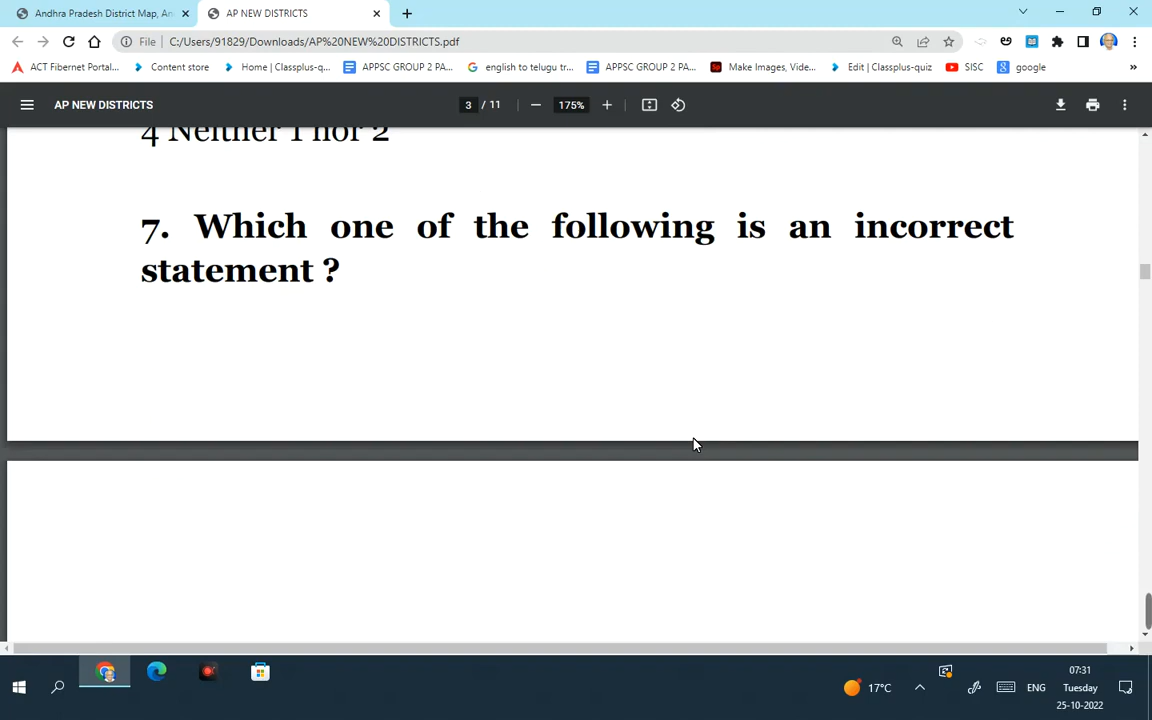 Andhra Pradesh District Map, An
AP NEW DISTRICTS
File C:/Users/91829/Downloads/AP%20NEW%20DISTRICTS.pdf
ACT Fibernet Portal... Content store Home | Classplus-q... APPSC GROUP 2 PA... english to telugu tr... APPSC GROUP 2 PA... Make Images, Vide... Edit | Classplus-quiz SISC google »
AP NEW DISTRICTS 3 / 11 175%
4 Neither 1 nor 2
7. Which one of the following is an incorrect
statement ?
17°C ENG 07:31
Tuesday
25-10-2022